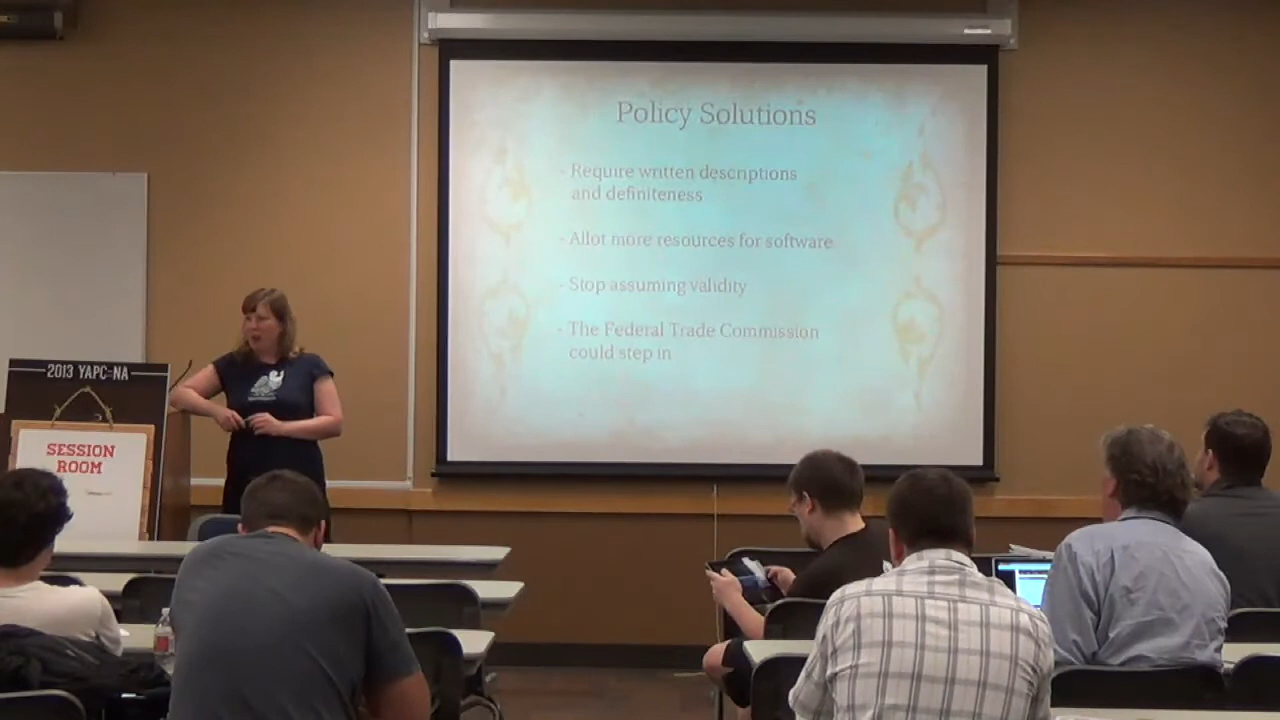 Policy Solutions
- Require written descriptions
and definiteness
- Allot more resources for software
- Stop assuming validity
- The Federal Trade Commission
could step in
2013 YAPC::NA
SESSION
ROOM